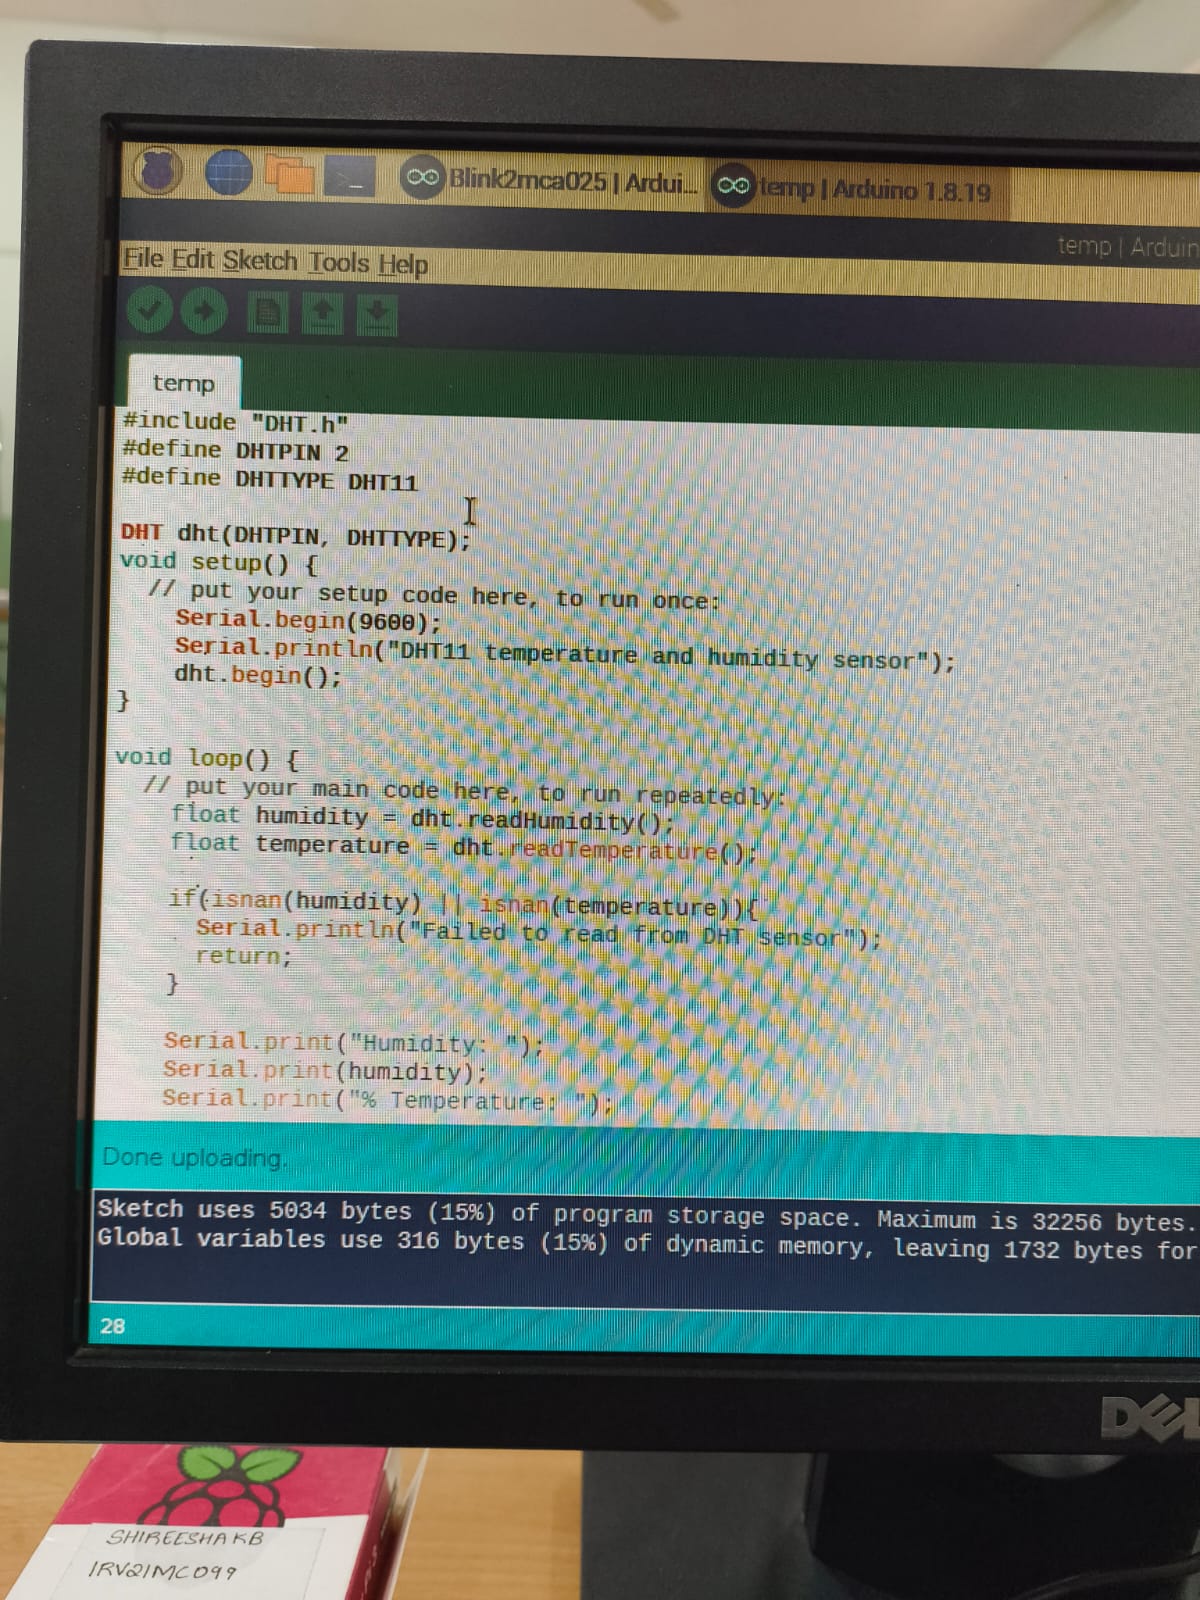 Blink2mca025 | Ardui... temp | Arduino 1.8.19
temp | Arduin
File Edit Sketch Tools Help
temp
#include "DHT.h"
#define DHTPIN 2
#define DHTTYPE DHT11
DHT dht(DHTPIN, DHTTYPE);
void setup() {
// put your setup code here, to run once:
Serial.begin(9600);
Serial.println("DHT11 temperature and humidity sensor");
dht.begin();
}
void loop() {
// put your main code here, to run repeatedly:
float humidity = dht.readHumidity();
float temperature = dht.readTemperature();
if(isnan(humidity) || isnan(temperature)){
Serial.println("Failed to read from DHT sensor");
return;
}
Serial.print("Humidity: ");
Serial.print(humidity);
Serial.print("% Temperature: ");
Done uploading.
Sketch uses 5034 bytes (15%) of program storage space. Maximum is 32256 bytes.
Global variables use 316 bytes (15%) of dynamic memory, leaving 1732 bytes for
28
DELL
SHIREESHA KB
1RV21MC099